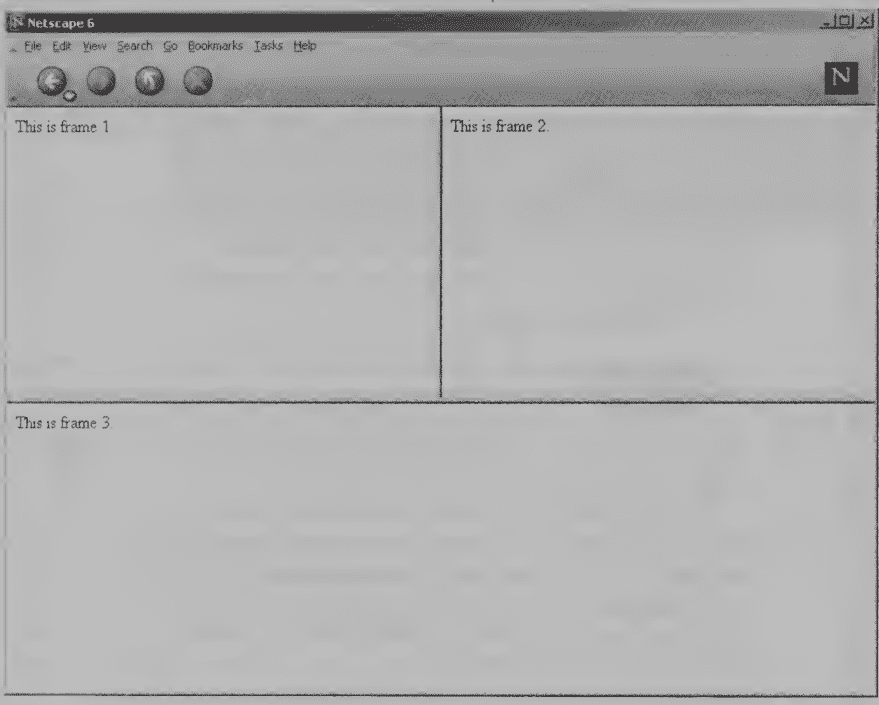 N Netscape 6
File Edit View Search Go Bookmarks Tasks Help
N
This is frame 1
This is frame 2.
This is frame 3.